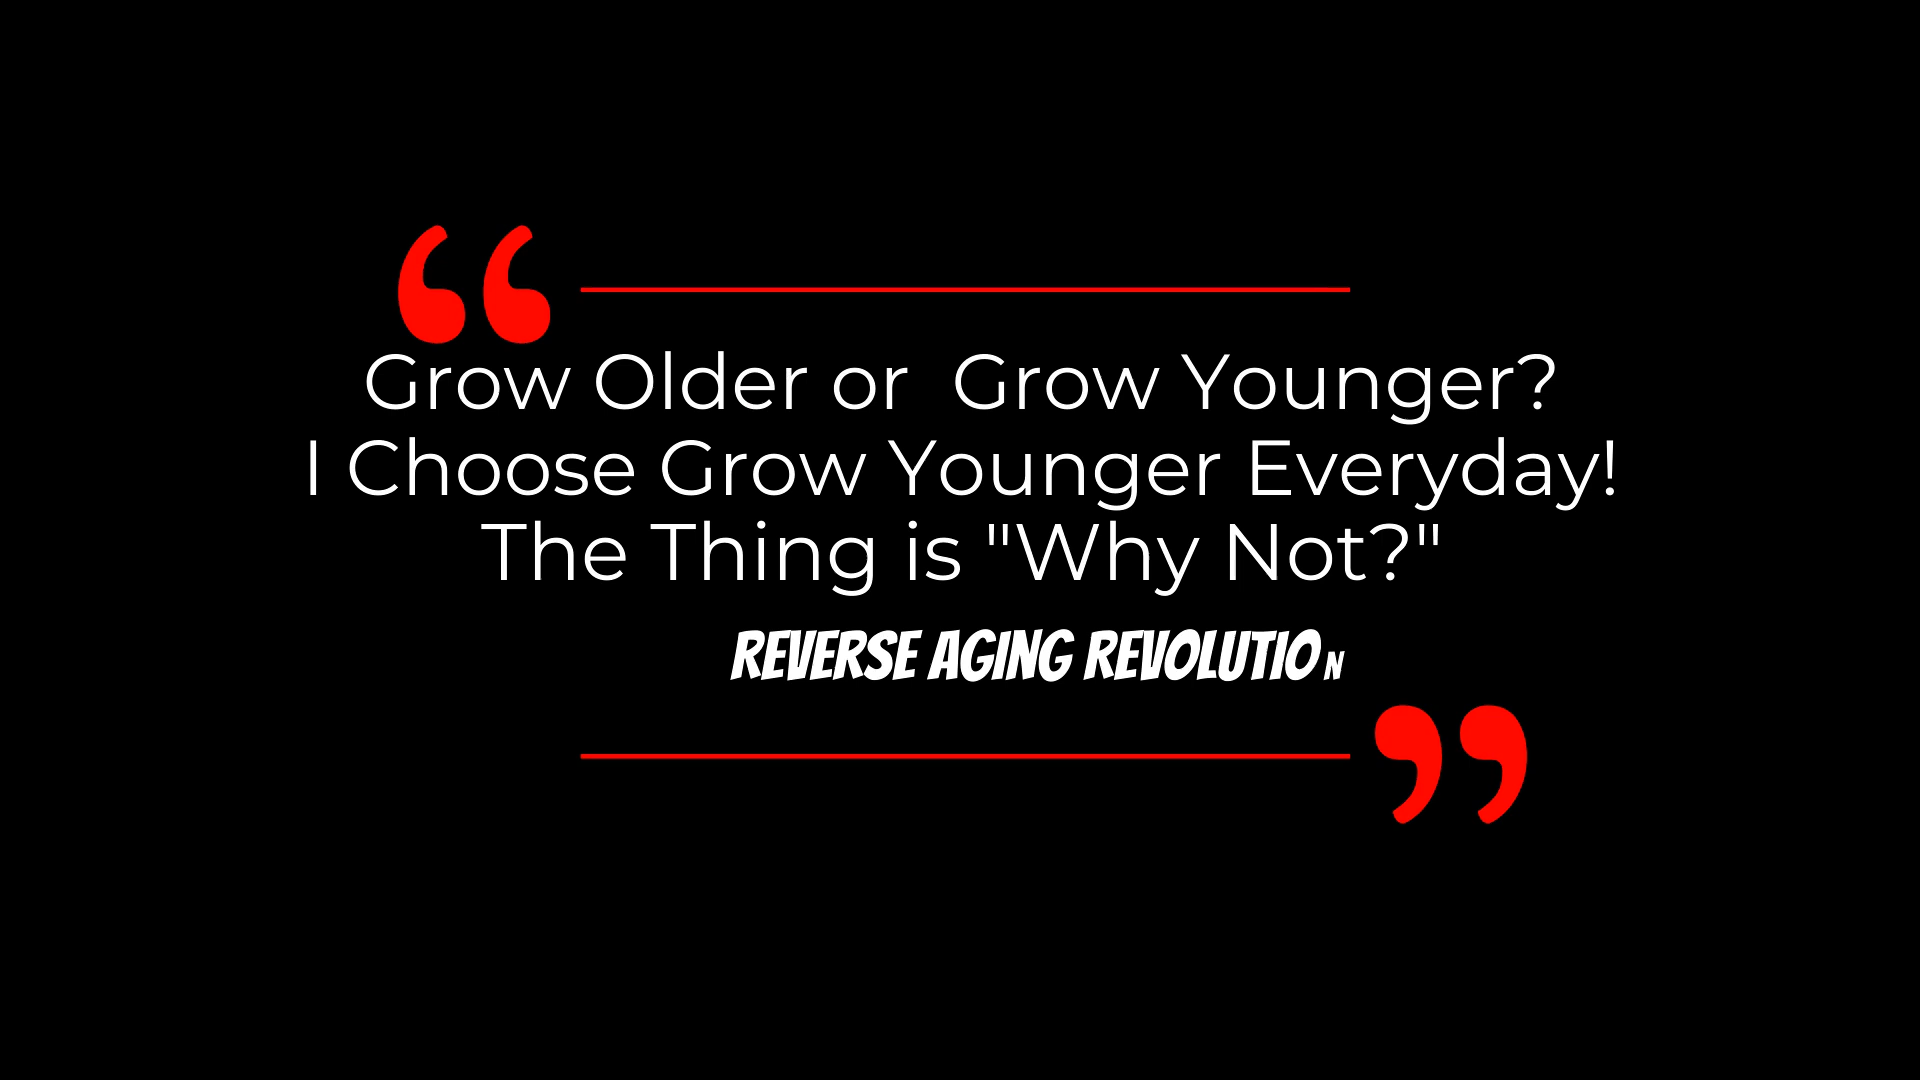 Grow Older or  Grow Younger?
I Choose Grow Younger Everyday!
The Thing is "Why Not?"
REVERSE AGING REVOLUTION